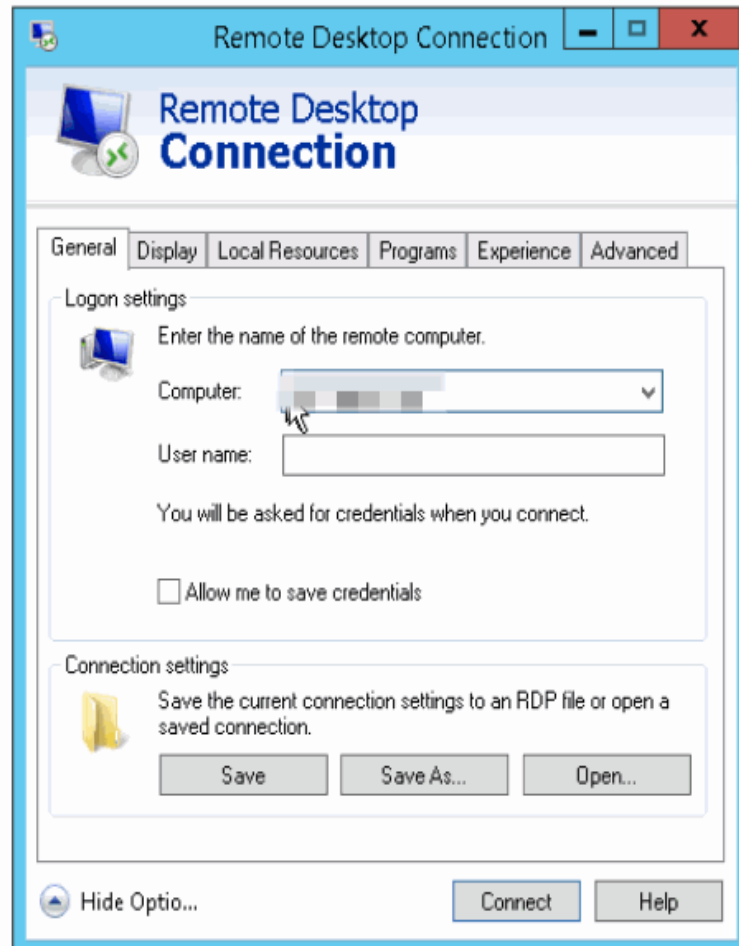 Remote Desktop Connection
Remote Desktop
Connection
General Display Local Resources Programs Experience Advanced
Logon settings
Enter the name of the remote computer.
Computer:
User name:
You will be asked for credentials when you connect.
Allow me to save credentials
Connection settings
Save the current connection settings to an RDP file or open a
saved connection.
Save Save As... Open...
Hide Optio... Connect Help